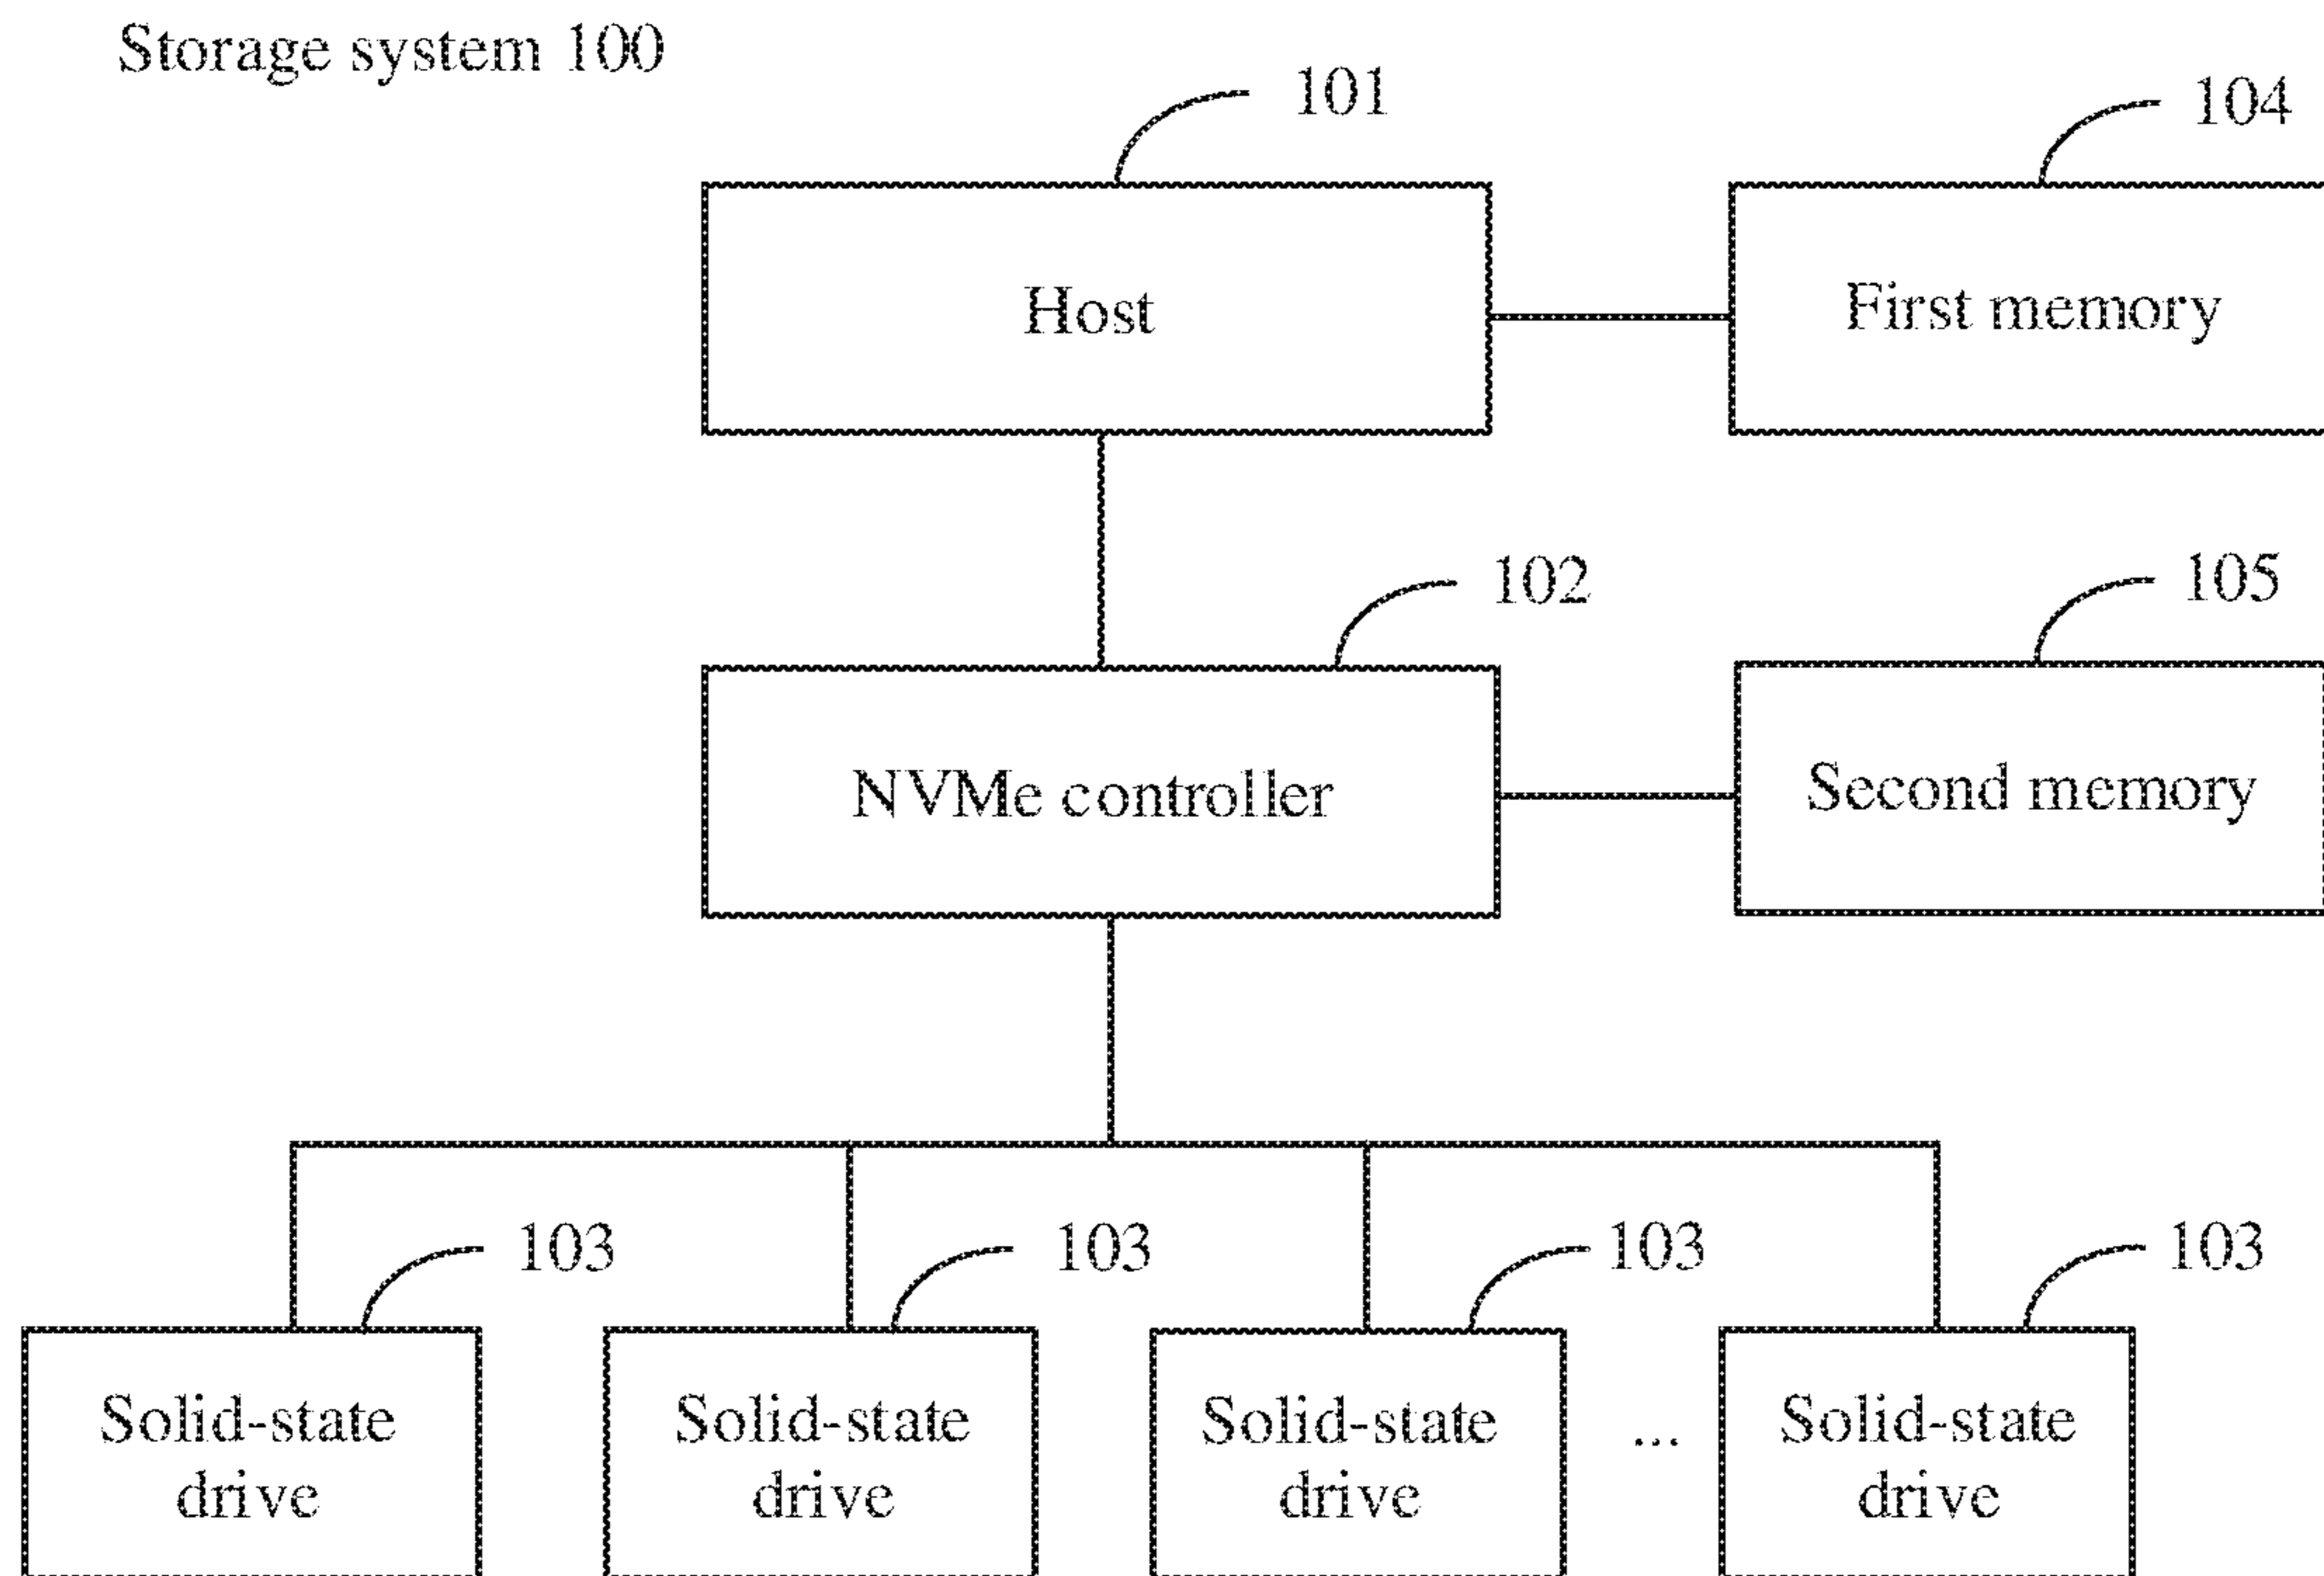 Storage system 100
101
104
Host
First memory
102
105
NVMe controller
Second memory
103
103
103
103
Solid-state
drive
Solid-state
drive
Solid-state
drive
...
Solid-state
drive